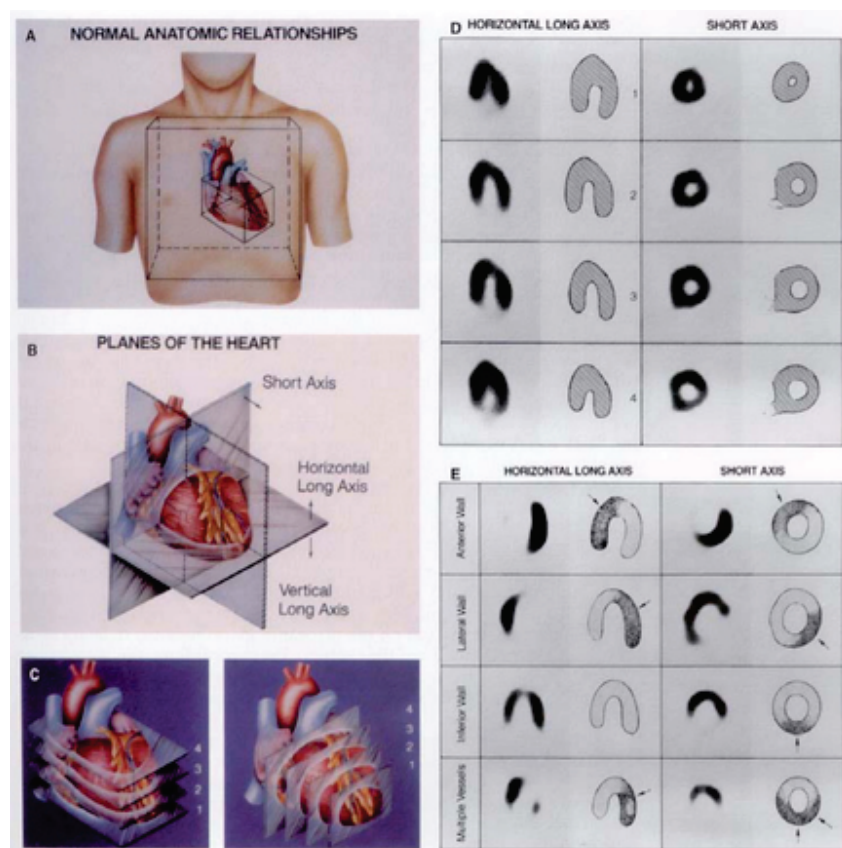 A
NORMAL ANATOMIC RELATIONSHIPS
B
PLANES OF THE HEART
Short Axis
Horizontal
Long Axis
Vertical
Long Axis
C
4
3
2
1
4
3
2
1
D
HORIZONTAL LONG AXIS
SHORT AXIS
1
2
3
4
E
HORIZONTAL LONG AXIS
SHORT AXIS
Anterior Wall
Lateral Wall
Inferior Wall
Multiple Vessels